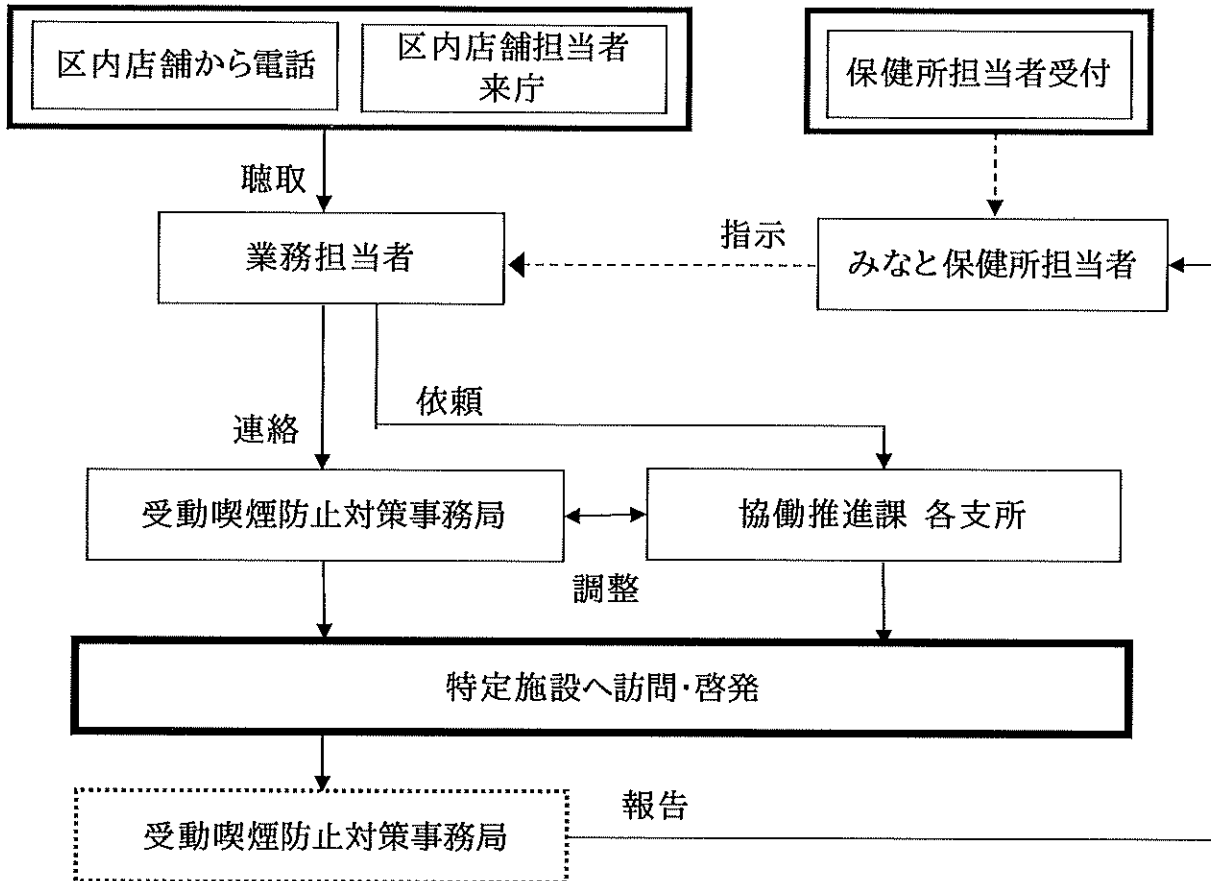 区内店舗から電話
区内店舗担当者
来庁
保健所担当者受付
聴取
業務担当者
指示
みなと保健所担当者
依頼
連絡
受動喫煙防止対策事務局
協働推進課 各支所
調整
特定施設へ訪問・啓発
受動喫煙防止対策事務局
報告